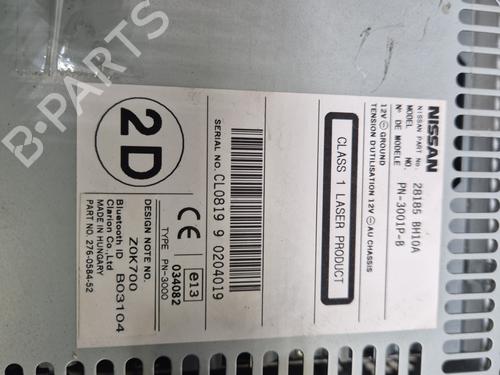 NISSAN
NISSAN PART No. 28185 BH10A
MODEL NO.
N° DE MODELE PN-3001P-B
12V ⎓ GROUND
TENSION D'UTILISATION 12V ⎓ AU CHASSIS
CLASS 1 LASER PRODUCT
SERIAL NO. CL0819 9 0204019
2D
CE
034082
e13
TYPE PN-3000
DESIGN NOTE NO.
ZOK700
Bluetooth ID B03104
Clarion Co.,Ltd
MADE IN HUNGARY
PART NO. 276-0584-52
B-PARTS